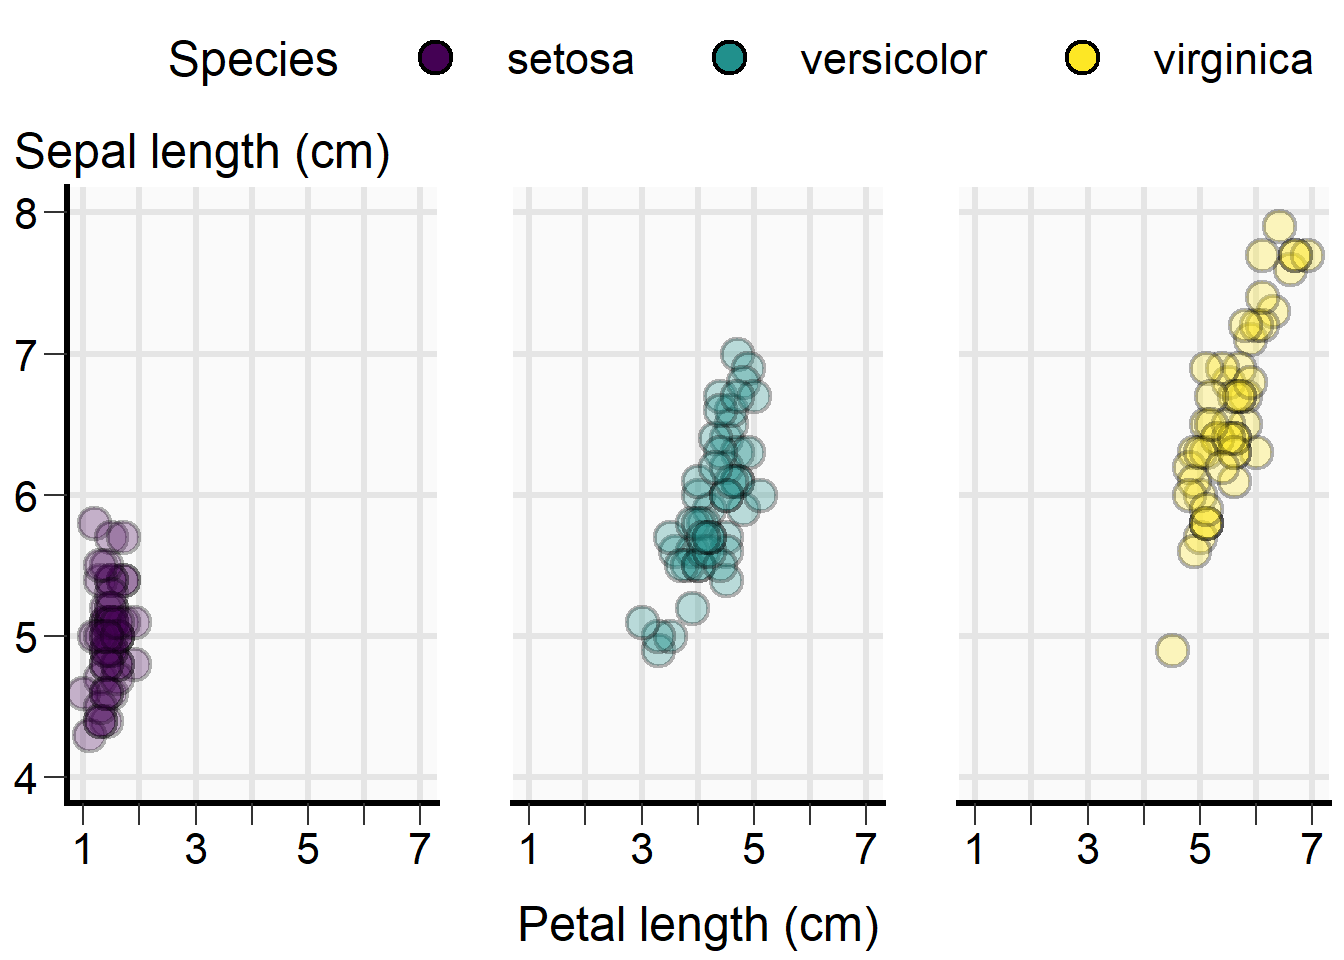 Species setosa versicolor virginica
Sepal length (cm)
8
7
6
5
4
1 3 5 7 1 3 5 7 1 3 5 7
Petal length (cm)